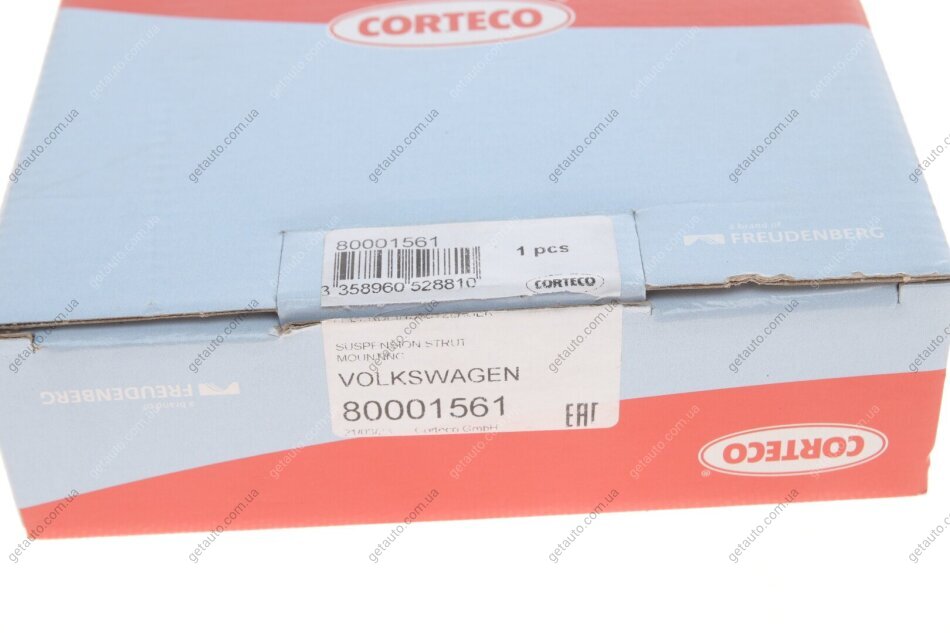 CORTECO
80001561
1 pcs
3 358960 528810
CORTECO
a brand of
FREUDENBERG
SUSPENSION STRUT
MOUNTING
VOLKSWAGEN
80001561
EAC
Corteco GmbH
FREUDENBERG
a brand of
CORTECO
®
getauto.com.ua